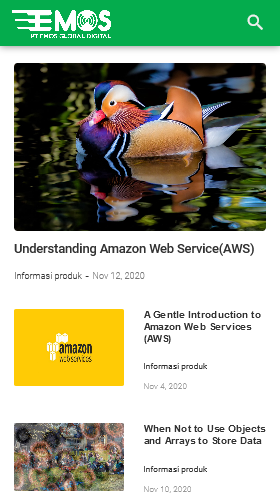 EMOS
PT EMOS GLOBAL DIGITAL
Understanding Amazon Web Service(AWS)
Informasi produk - Nov 12, 2020
amazon
web services
A Gentle Introduction to
Amazon Web Services
(AWS)
Informasi produk
Nov 4, 2020
When Not to Use Objects
and Arrays to Store Data
Informasi produk
Nov 10, 2020